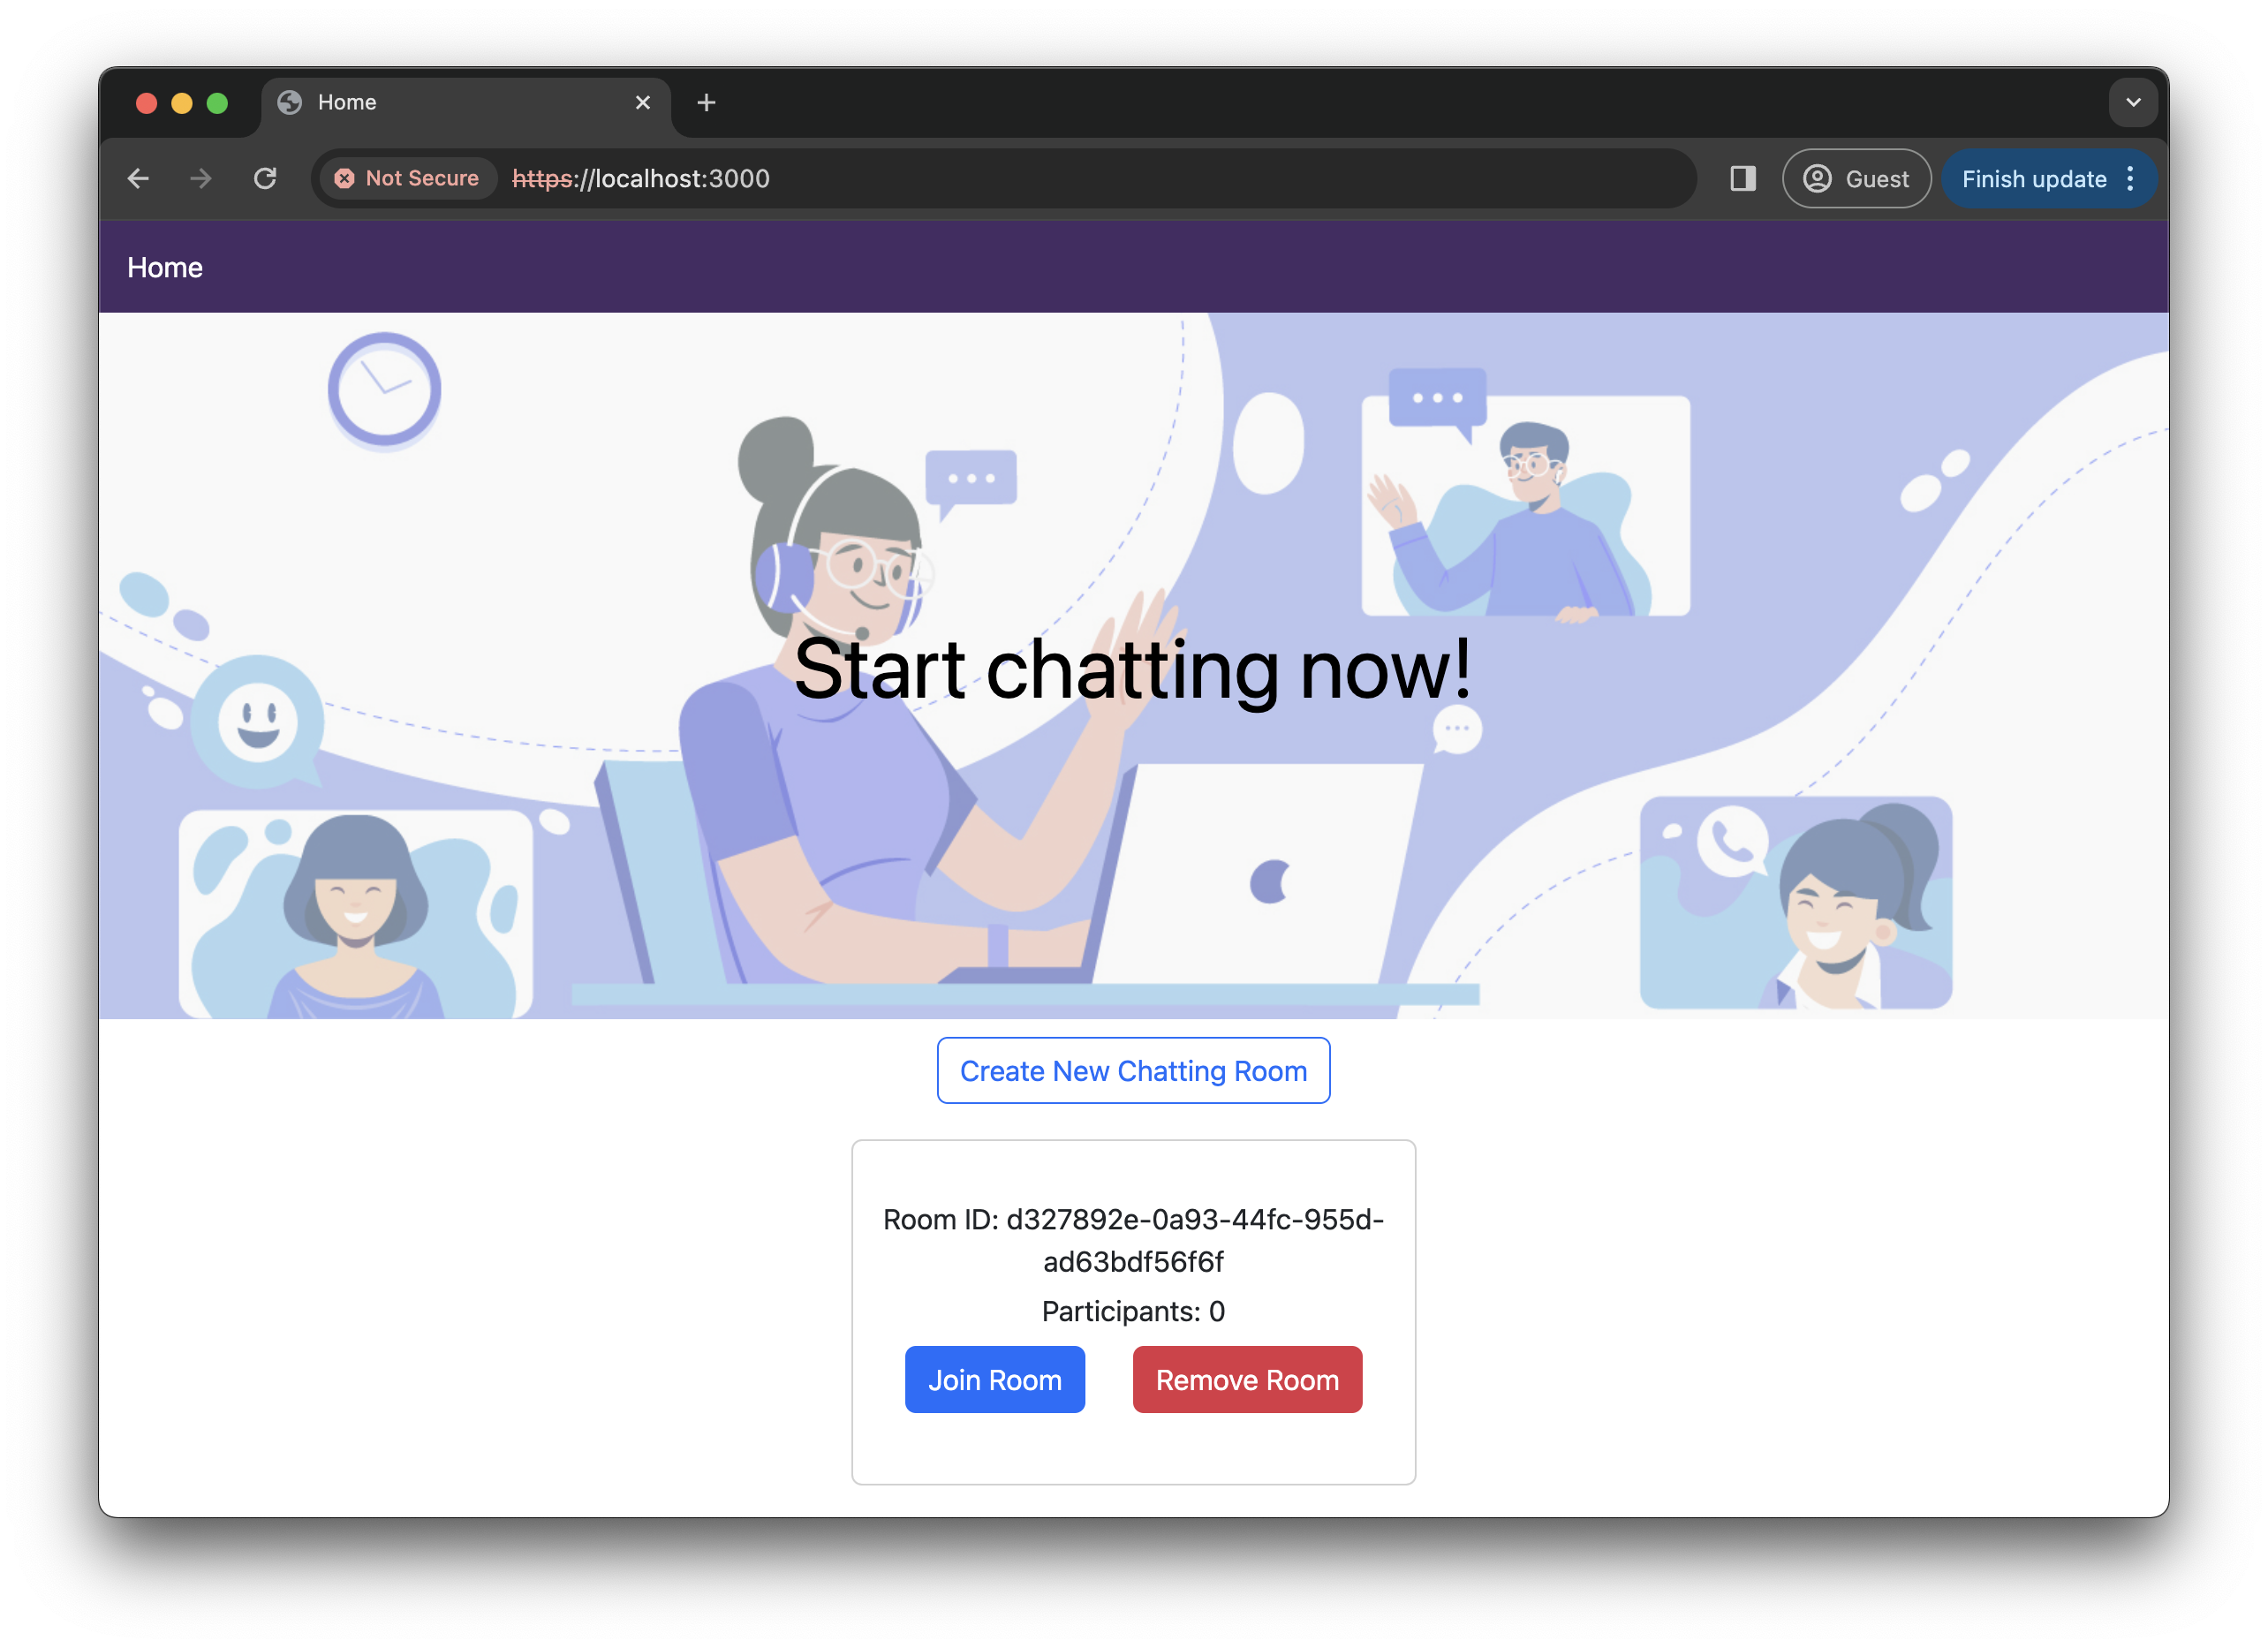 Home
Not Secure
https://localhost:3000
Guest
Finish update
Home
Start chatting now!
Create New Chatting Room
Room ID: d327892e-0a93-44fc-955d-
ad63bdf56f6f
Participants: 0
Join Room
Remove Room